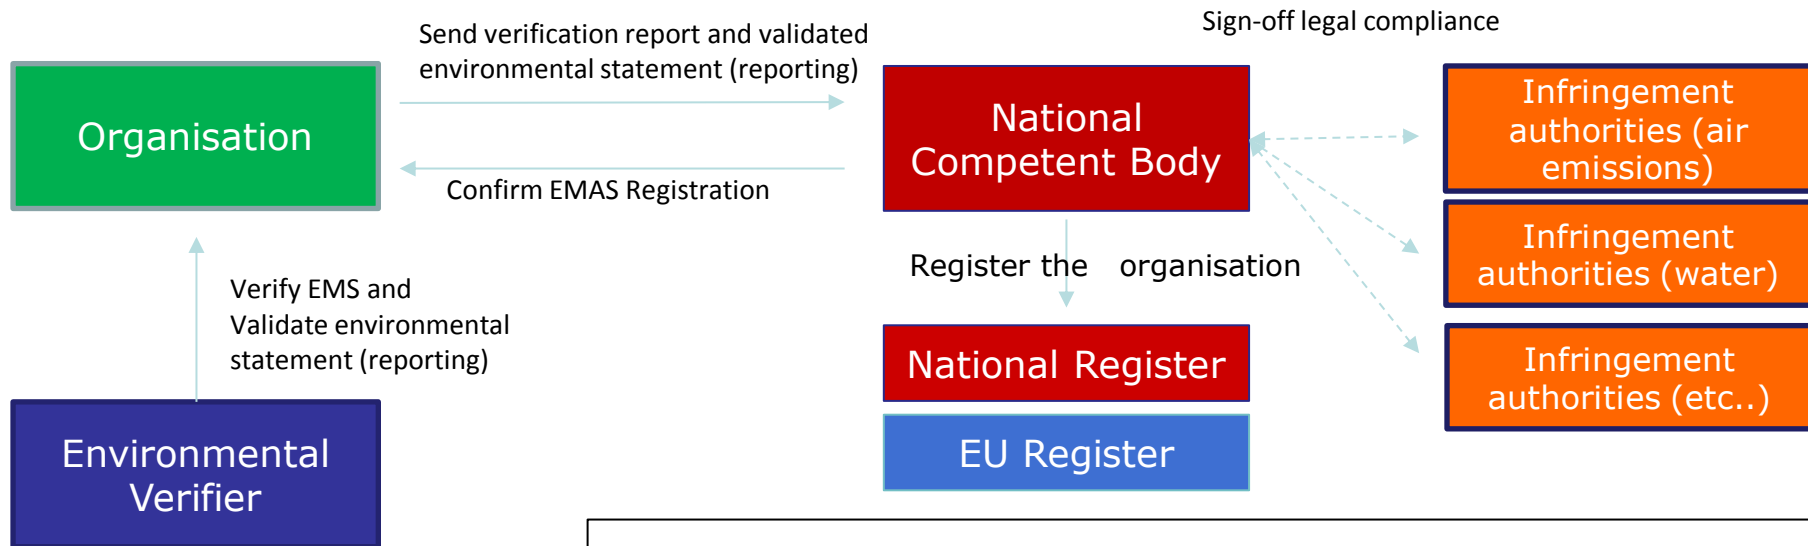 Sign-off legal compliance
Send verification report and validated
environmental statement (reporting)
Organisation
National
Competent Body
Infringement
authorities (air
emissions)
Confirm EMAS Registration
Infringement
authorities (water)
Register the organisation
Verify EMS and
Validate environmental
statement (reporting)
National Register
Infringement
authorities (etc..)
Environmental
Verifier
EU Register